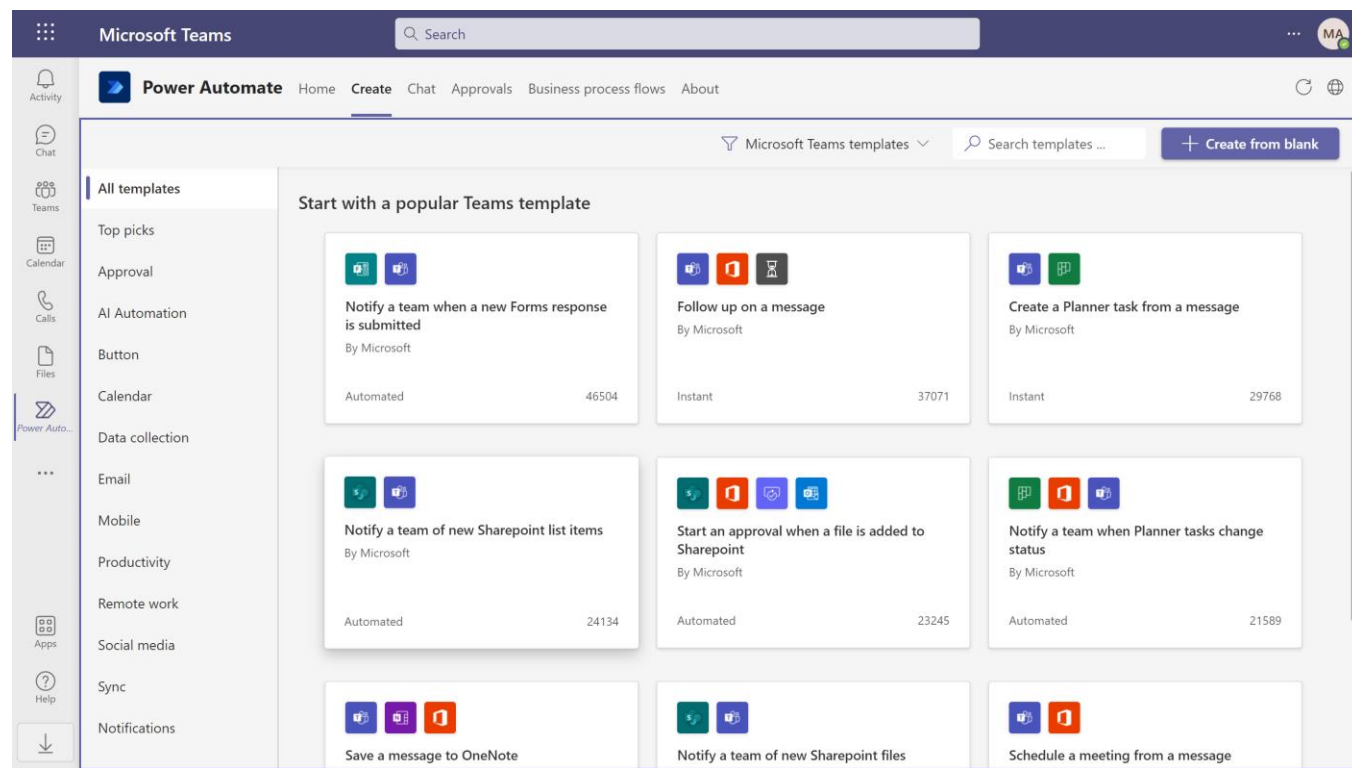 Microsoft Teams
Search
MA
Activity
Chat
Teams
Calendar
Calls
Files
Power Auto...
Apps
Help
Power Automate
Home Create Chat Approvals Business process flows About
Microsoft Teams templates
Search templates ...
Create from blank
All templates
Top picks
Approval
AI Automation
Button
Calendar
Data collection
Email
Mobile
Productivity
Remote work
Social media
Sync
Notifications
Start with a popular Teams template
Notify a team when a new Forms response
is submitted
By Microsoft
Automated 46504
Follow up on a message
By Microsoft
Instant 37071
Create a Planner task from a message
By Microsoft
Instant 29768
Notify a team of new Sharepoint list items
By Microsoft
Automated 24134
Start an approval when a file is added to
Sharepoint
By Microsoft
Automated 23245
Notify a team when Planner tasks change
status
By Microsoft
Automated 21589
Save a message to OneNote
Notify a team of new Sharepoint files
Schedule a meeting from a message